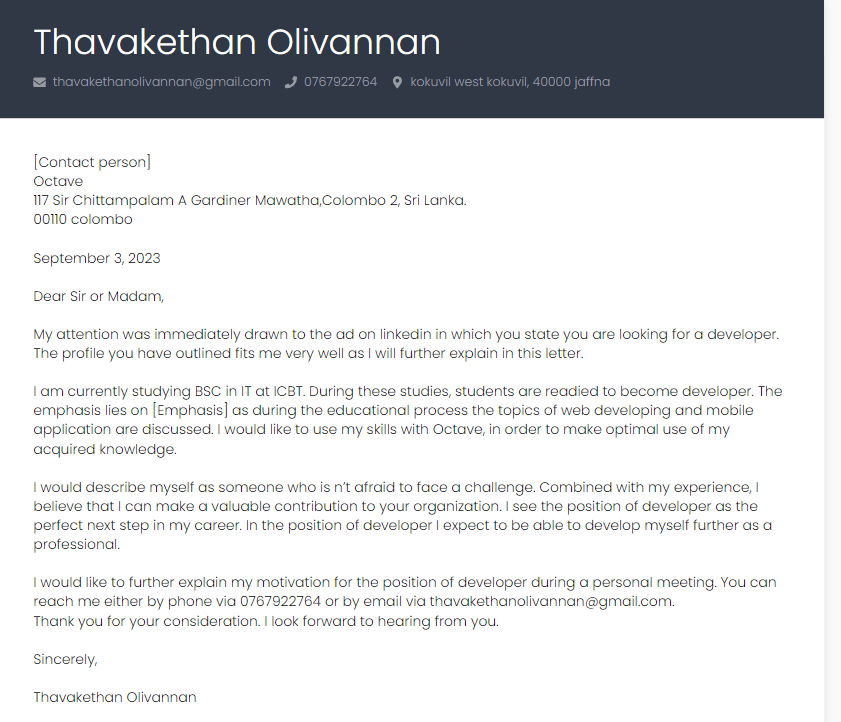 Thavakethan Olivannan
thavakethanolivannan@gmail.com 0767922764 kokuvil west kokuvil, 40000 jaffna
[Contact person]
Octave
117 Sir Chittampalam A Gardiner Mawatha,Colombo 2, Sri Lanka.
00110 colombo
September 3, 2023
Dear Sir or Madam,
My attention was immediately drawn to the ad on linkedin in which you state you are looking for a developer.
The profile you have outlined fits me very well as I will further explain in this letter.
I am currently studying BSC in IT at ICBT. During these studies, students are readied to become developer. The
emphasis lies on [Emphasis] as during the educational process the topics of web developing and mobile
application are discussed. I would like to use my skills with Octave, in order to make optimal use of my
acquired knowledge.
I would describe myself as someone who is n’t afraid to face a challenge. Combined with my experience, I
believe that I can make a valuable contribution to your organization. I see the position of developer as the
perfect next step in my career. In the position of developer I expect to be able to develop myself further as a
professional.
I would like to further explain my motivation for the position of developer during a personal meeting. You can
reach me either by phone via 0767922764 or by email via thavakethanolivannan@gmail.com.
Thank you for your consideration. I look forward to hearing from you.
Sincerely,
Thavakethan Olivannan